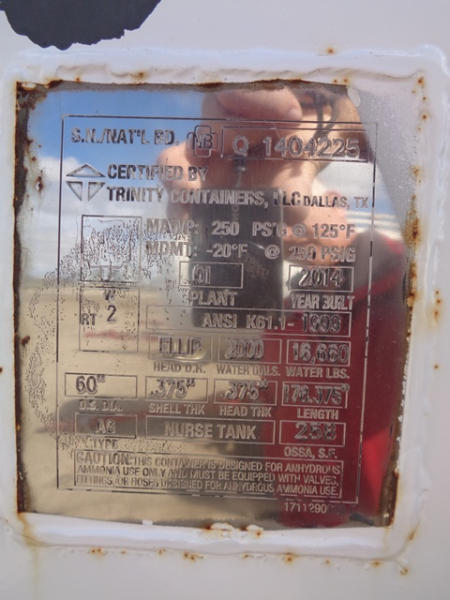 S.N./NAT'L BD. NB Q 1404225
CERTIFIED BY
TRINITY CONTAINERS, LLC DALLAS, TX
MAWP: 250 PSIG @ 125°F
MDMT: -20°F @ 250 PSIG
01 2014
PLANT YEAR BUILT
W
RT 2
ANSI K61.1- 1999
ELLIP 3000 16,660
HEAD D.R. WATER GALS. WATER LBS.
60" .375" .375" 176.375"
O.S. DIA. SHELL THK HEAD THK LENGTH
AG NURSE TANK 258
TYPE OSSA, S.F.
CAUTION: THIS CONTAINER IS DESIGNED FOR ANHYDROUS
AMMONIA USE ONLY AND MUST BE EQUIPPED WITH VALVES,
FITTINGS OR HOSES DESIGNED FOR ANHYDROUS AMMONIA USE.
1711290